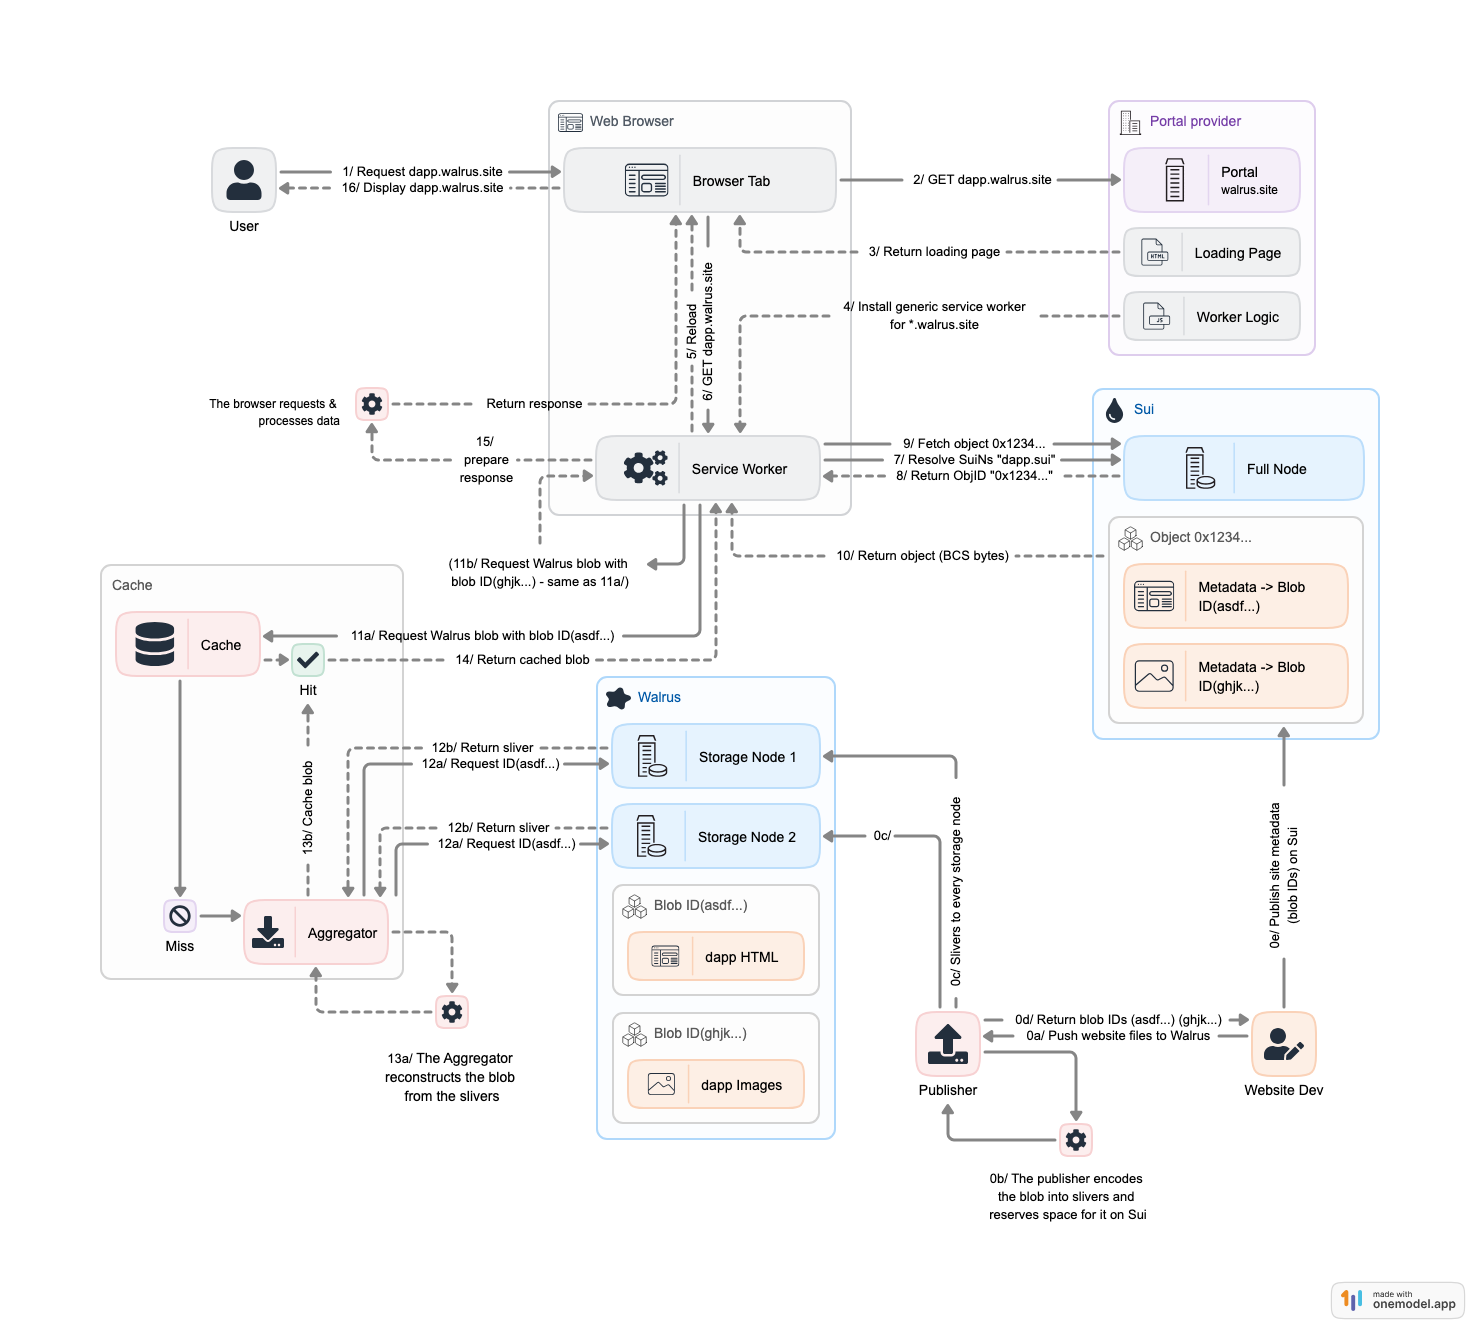 Web Browser
Portal provider
1/ Request dapp.walrus.site
16/ Display dapp.walrus.site
User
Browser Tab
2/ GET dapp.walrus.site
Portal
walrus.site
3/ Return loading page
Loading Page
4/ Install generic service worker
for *.walrus.site
Worker Logic
5/ Reload
6/ GET dapp.walrus.site
The browser requests &
processes data
Return response
Sui
15/
prepare
response
Service Worker
9/ Fetch object 0x1234...
7/ Resolve SuiNs "dapp.sui"
8/ Return ObjID "0x1234..."
Full Node
Object 0x1234...
10/ Return object (BCS bytes)
(11b/ Request Walrus blob with
blob ID(ghjk...) - same as 11a/)
Metadata -> Blob
ID(asdf...)
Metadata -> Blob
ID(ghjk...)
Cache
Cache
11a/ Request Walrus blob with blob ID(asdf...)
14/ Return cached blob
Hit
Walrus
12b/ Return sliver
12a/ Request ID(asdf...)
Storage Node 1
13b/ Cache blob
12b/ Return sliver
12a/ Request ID(asdf...)
Storage Node 2
0c/
0c/ Slivers to every storage node
0e/ Publish site metadata
(blob IDs) on Sui
Miss
Aggregator
Blob ID(asdf...)
dapp HTML
Blob ID(ghjk...)
dapp Images
13a/ The Aggregator
reconstructs the blob
from the slivers
0d/ Return blob IDs (asdf...) (ghjk...)
0a/ Push website files to Walrus
Publisher
Website Dev
0b/ The publisher encodes
the blob into slivers and
reserves space for it on Sui
made with
onemodel.app